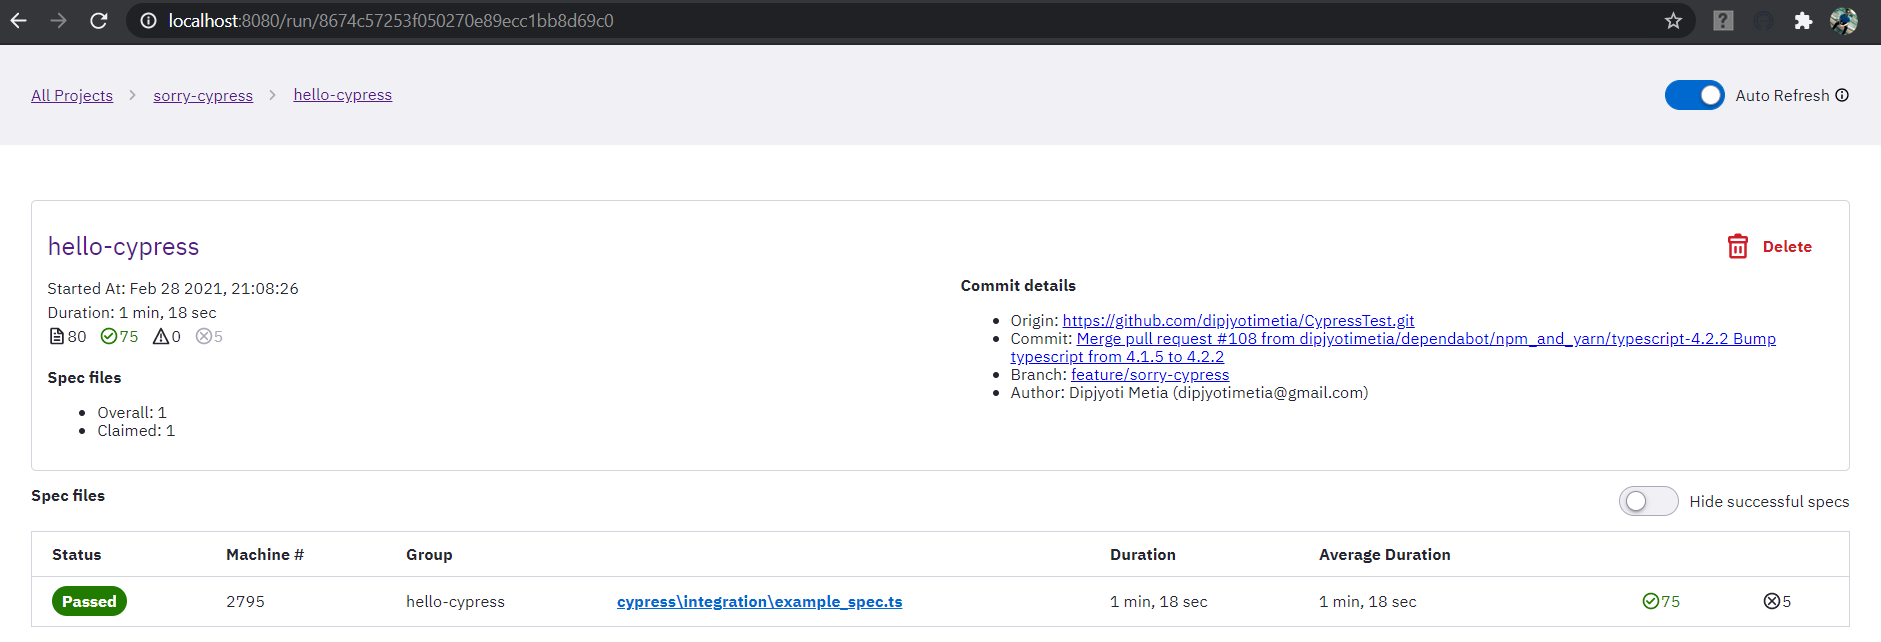 localhost:8080/run/8674c57253f050270e89ecc1bb8d69c0
All Projects > sorry-cypress > hello-cypress
Auto Refresh
hello-cypress
Delete
Started At: Feb 28 2021, 21:08:26
Duration: 1 min, 18 sec
80 75 0 5
Spec files
• Overall: 1
• Claimed: 1
Commit details
• Origin: https://github.com/dipjyotimetia/CypressTest.git
• Commit: Merge pull request #108 from dipjyotimetia/dependabot/npm_and_yarn/typescript-4.2.2 Bump
typescript from 4.1.5 to 4.2.2
• Branch: feature/sorry-cypress
• Author: Dipjyoti Metia (dipjyotimetia@gmail.com)
Spec files
Hide successful specs
Status Machine # Group Duration Average Duration
Passed 2795 hello-cypress cypress\integration\example_spec.ts 1 min, 18 sec 1 min, 18 sec 75 5